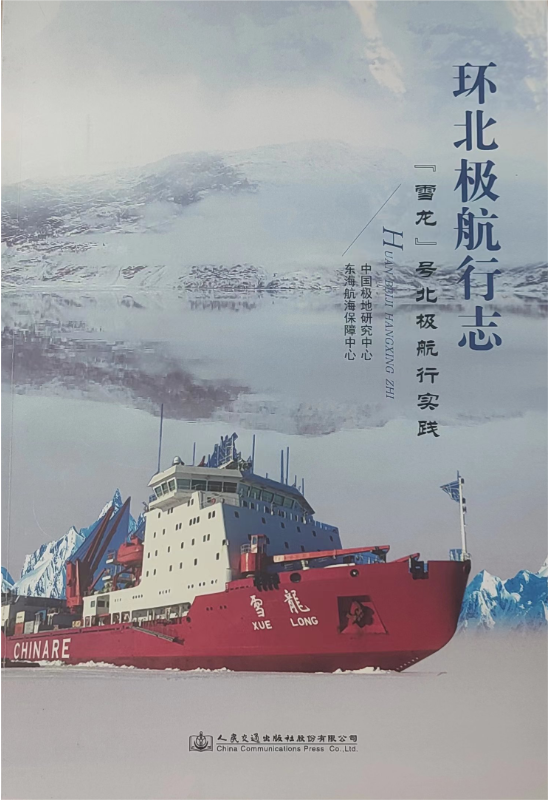 环北极航行志
『雪龙』号北极航行实践
HUANBEIJI HANGXING ZHI
中国极地研究中心
东海航海保障中心
雪龍
XUE LONG
CHINARE
人民交通出版社股份有限公司
China Communications Press Co.,Ltd.